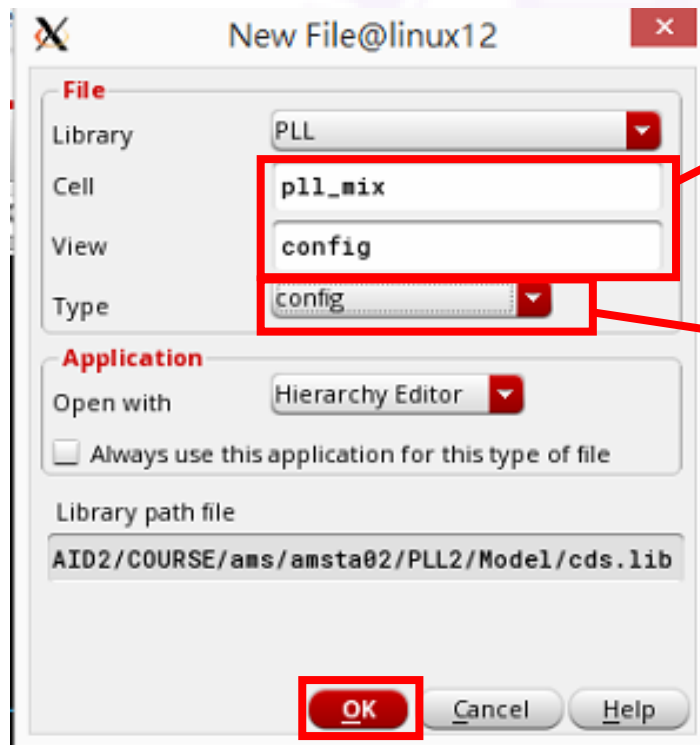 New File@linux12
File
Library PLL
Cell pll_mix
View config
Type config
Application
Open with Hierarchy Editor
Always use this application for this type of file
Library path file
AID2/COURSE/ams/amsta02/PLL2/Model/cds.lib
OK Cancel Help